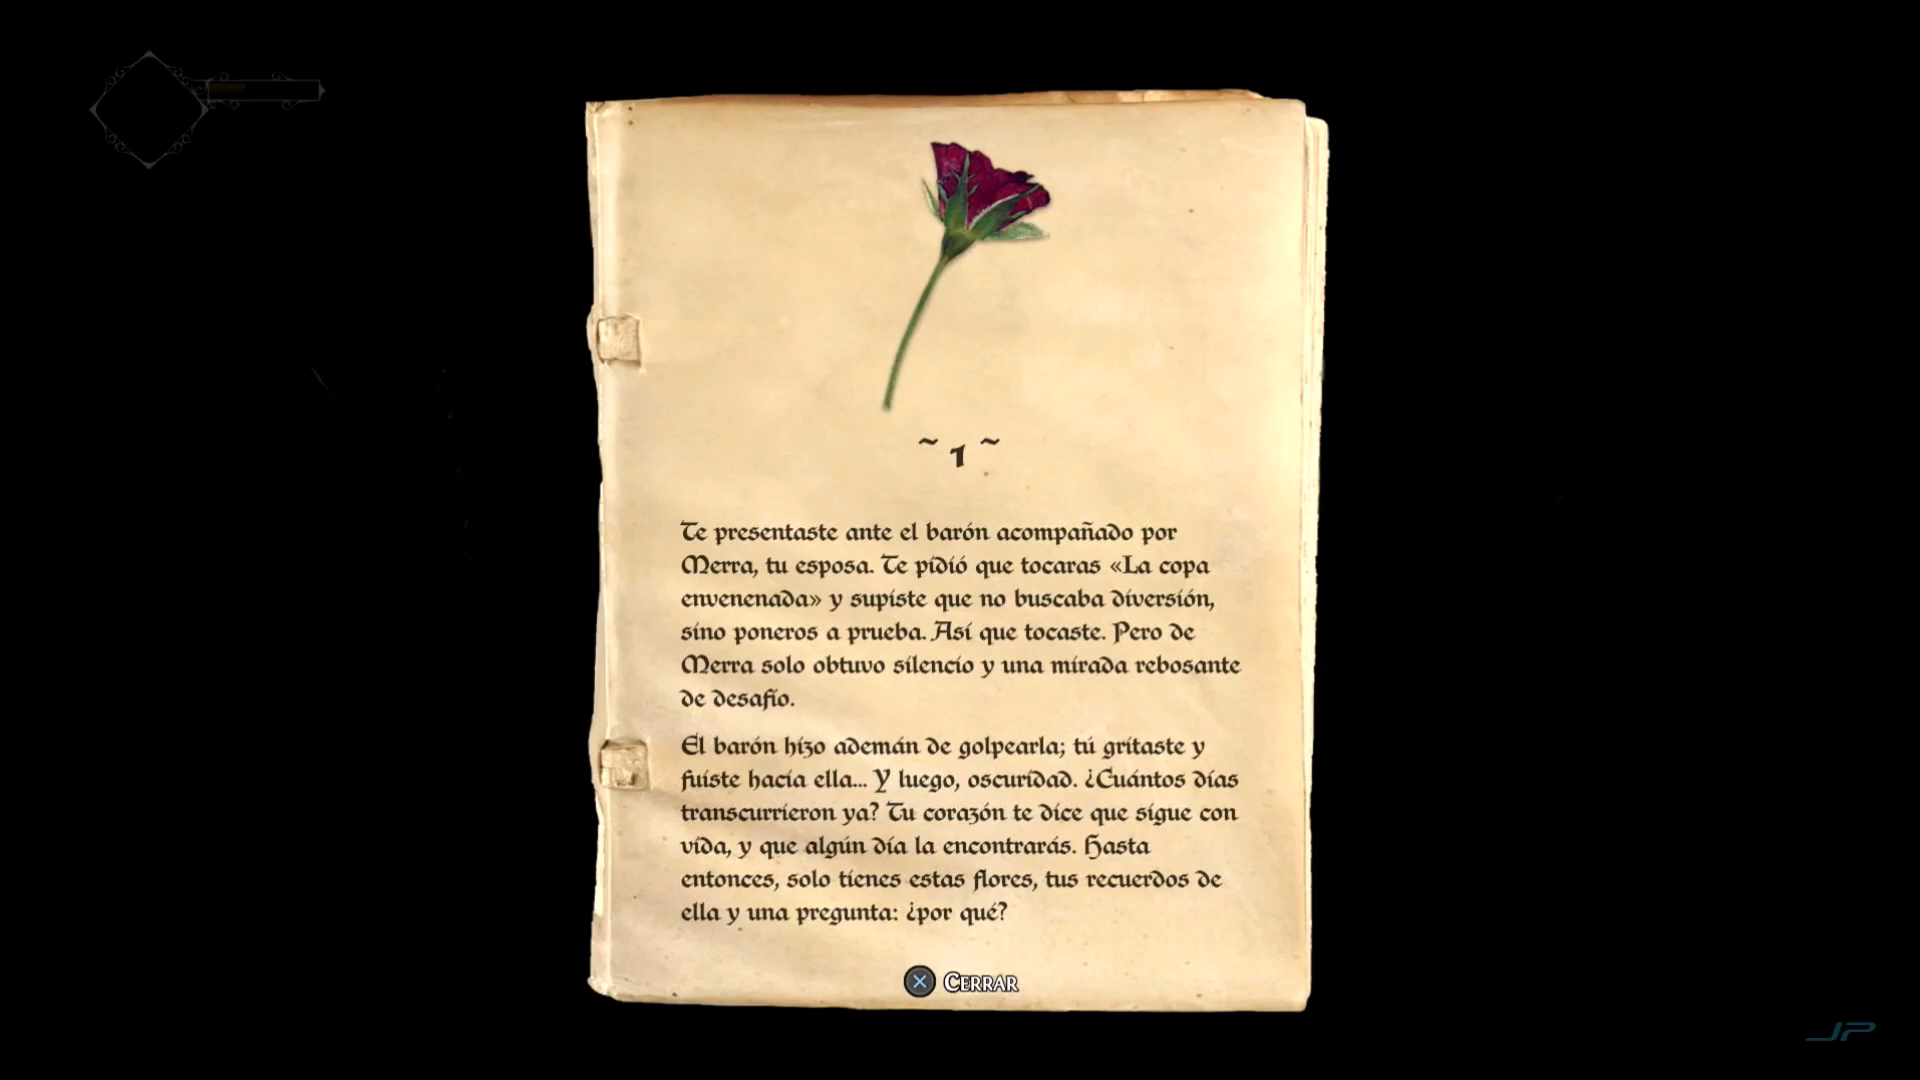 ~ 1 ~
Te presentaste ante el barón acompañado por
Merra, tu esposa. Te pidió que tocaras «La copa
envenenada» y supiste que no buscaba diversión,
sino poneros a prueba. Así que tocaste. Pero de
Merra solo obtuvo silencio y una mirada rebosante
de desafío.
El barón hizo ademán de golpearla; tú gritaste y
fuiste hacia ella... Y luego, oscuridad. ¿Cuántos días
transcurrieron ya? Tu corazón te dice que sigue con
vida, y que algún día la encontrarás. Hasta
entonces, solo tienes estas flores, tus recuerdos de
ella y una pregunta: ¿por qué?
CERRAR
JP